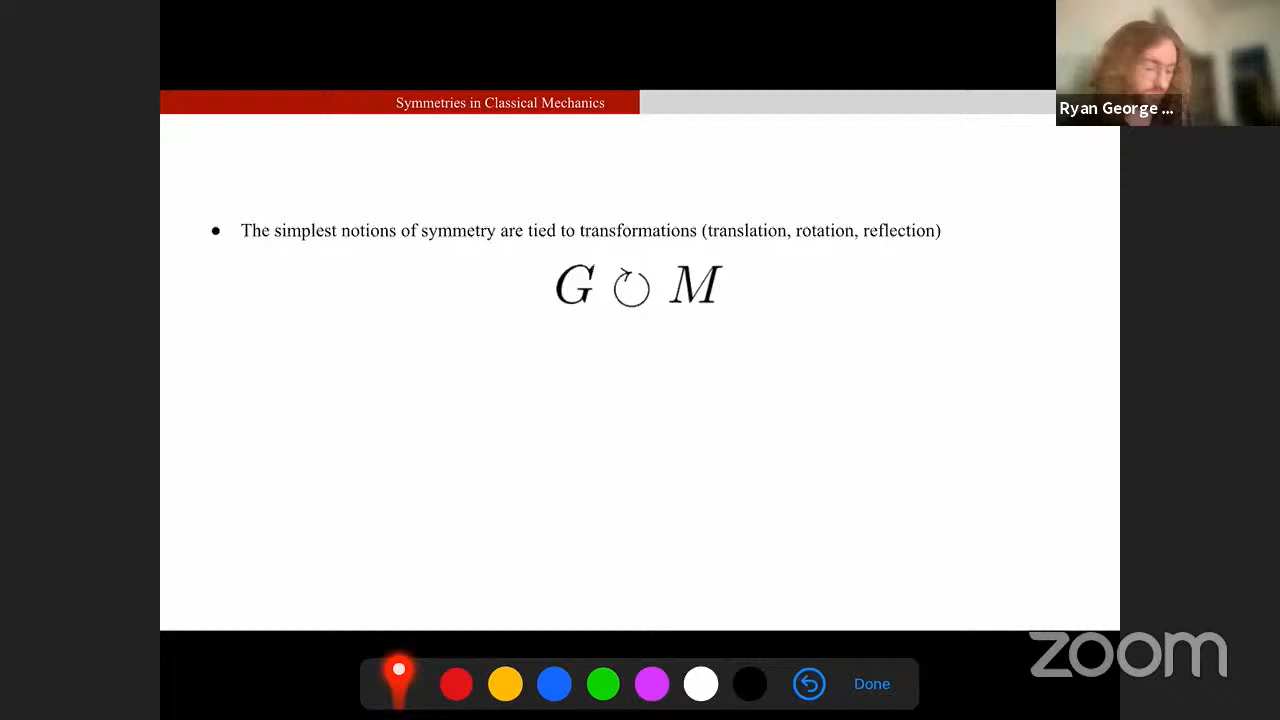 Symmetries in Classical Mechanics
Ryan George ...
● The simplest notions of symmetry are tied to transformations (translation, rotation, reflection)
G ↻ M
zoom
Done